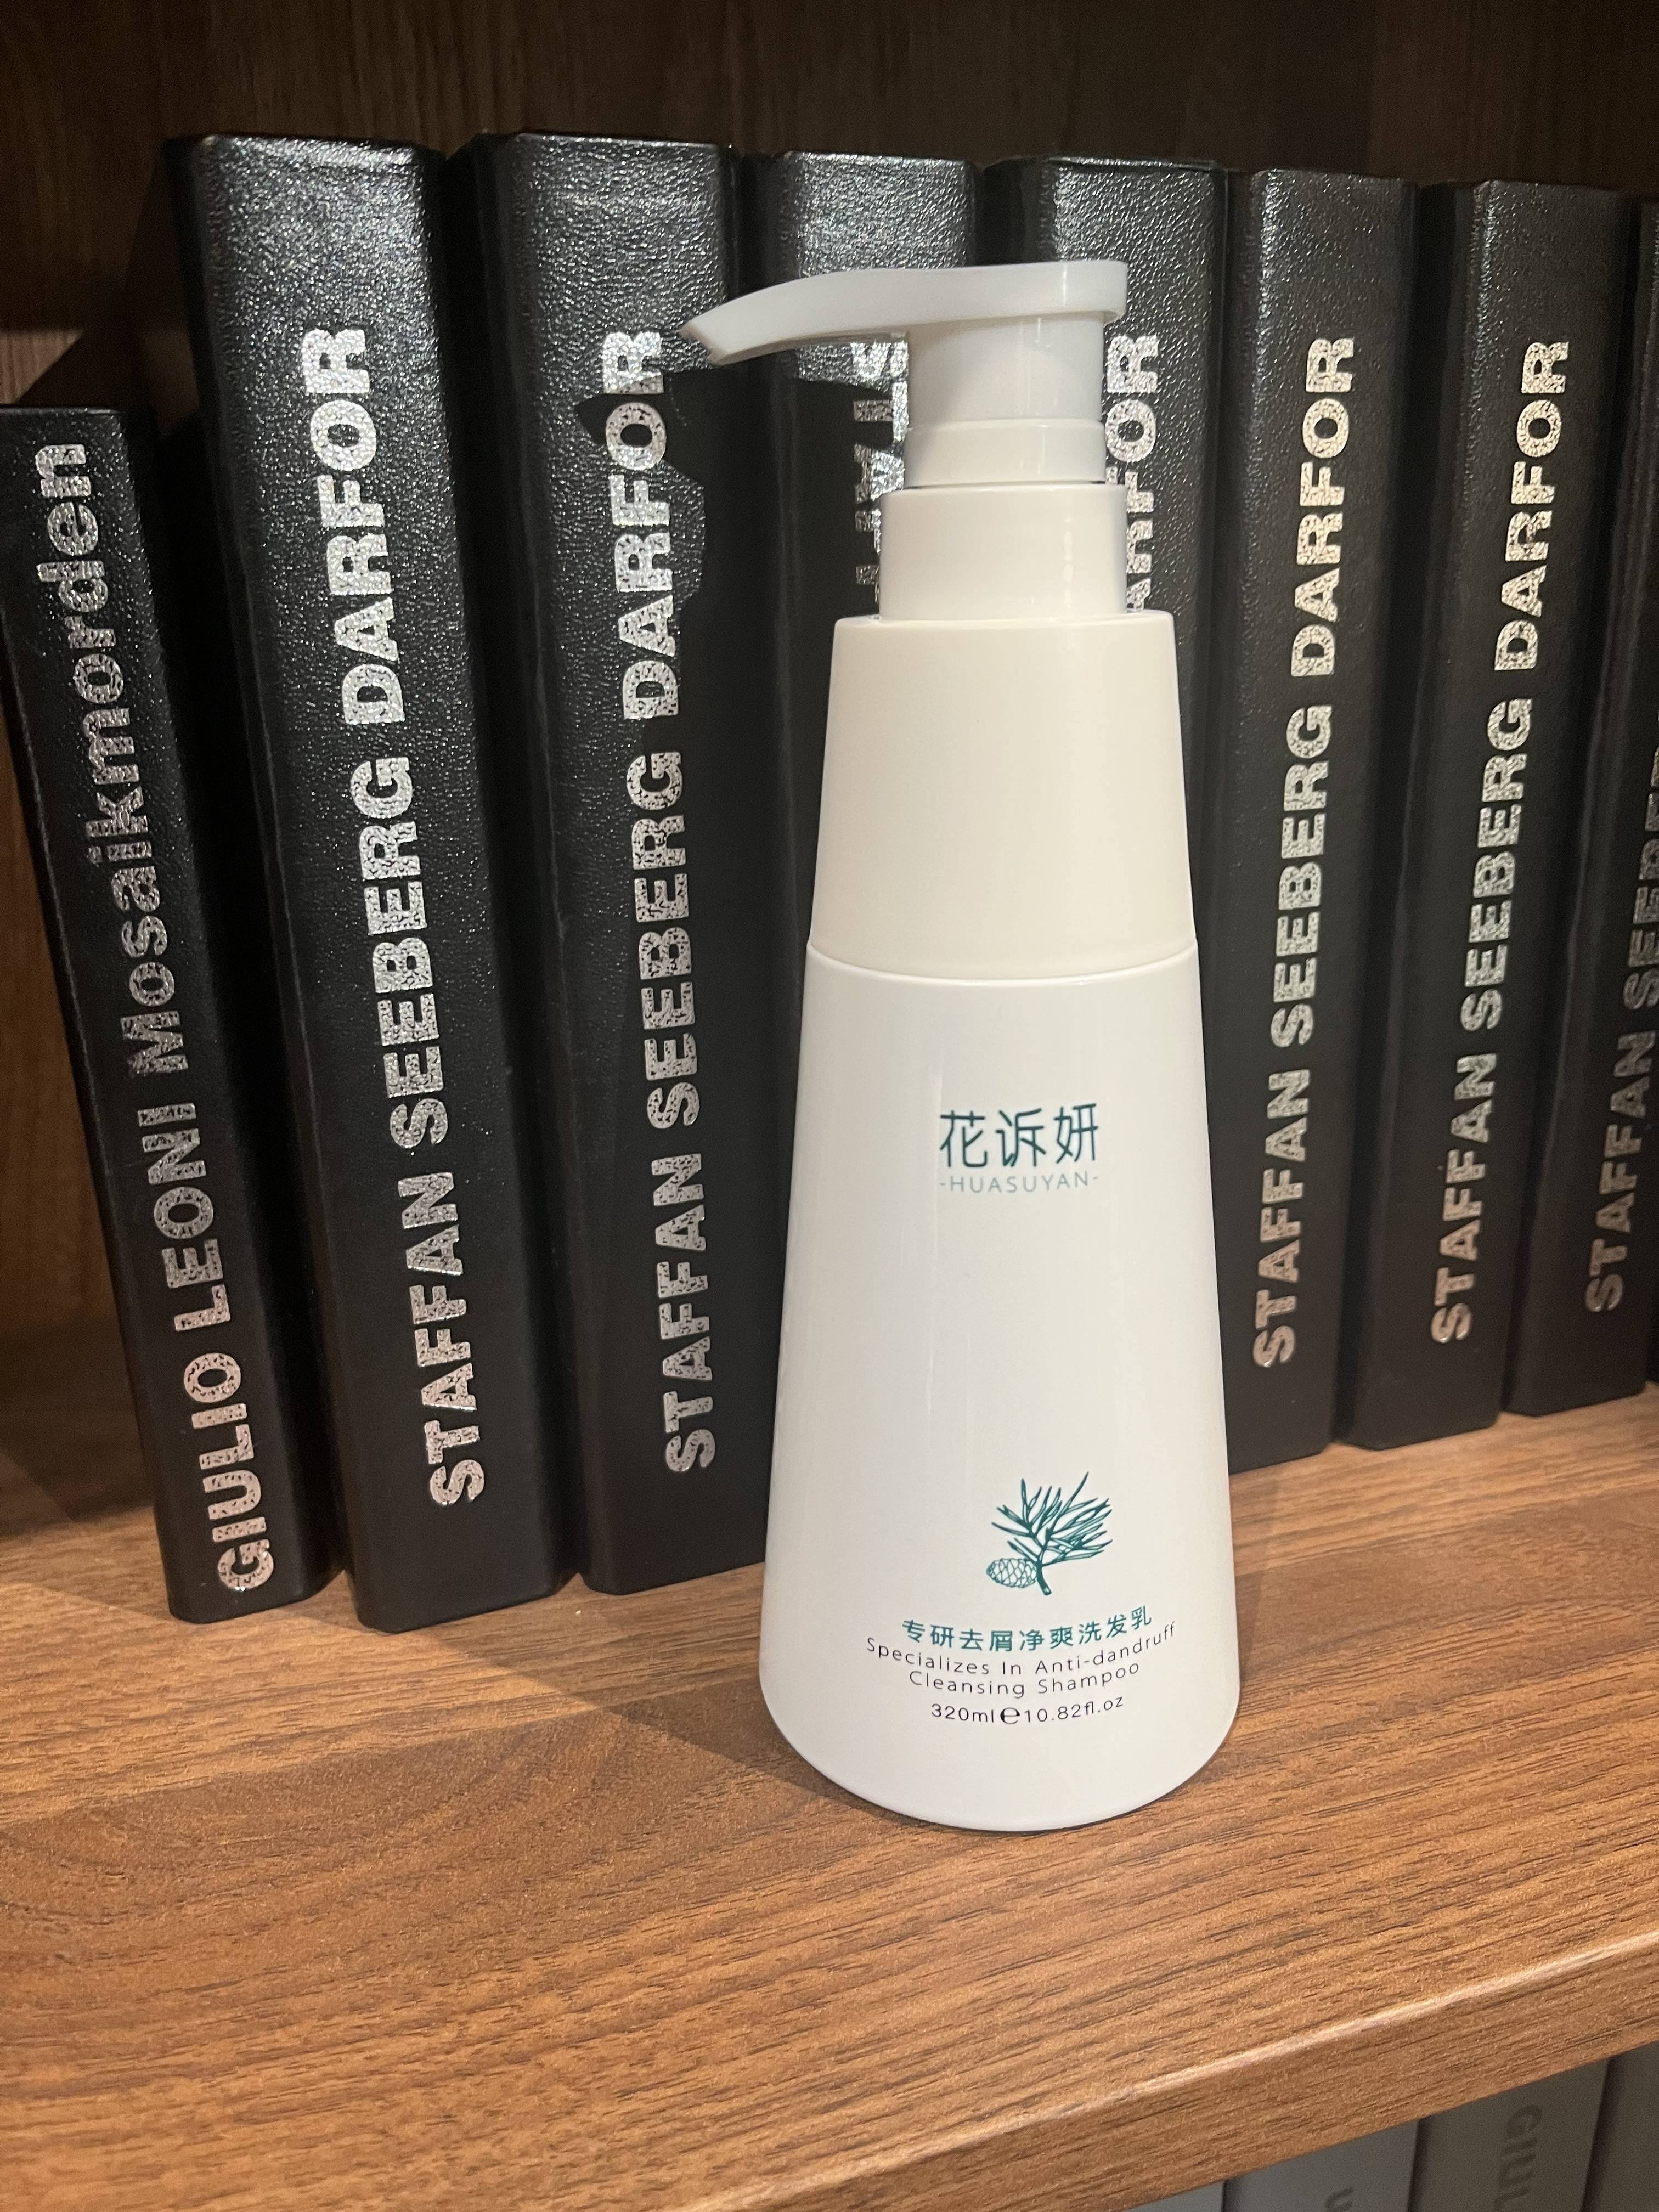 GIULIO LEONI Mosaikmorden
STAFFAN SEEBERG DARFOR
STAFFAN SEEBERG DARFOR
STAFFAN SEEBERG DARFOR
STAFFAN SEEBERG DARFOR
STAFFAN
花诉妍
-HUASUYAN-
专研去屑净爽洗发乳
Specializes In Anti-dandruff
Cleansing Shampoo
320ml℮10.82fl.oz